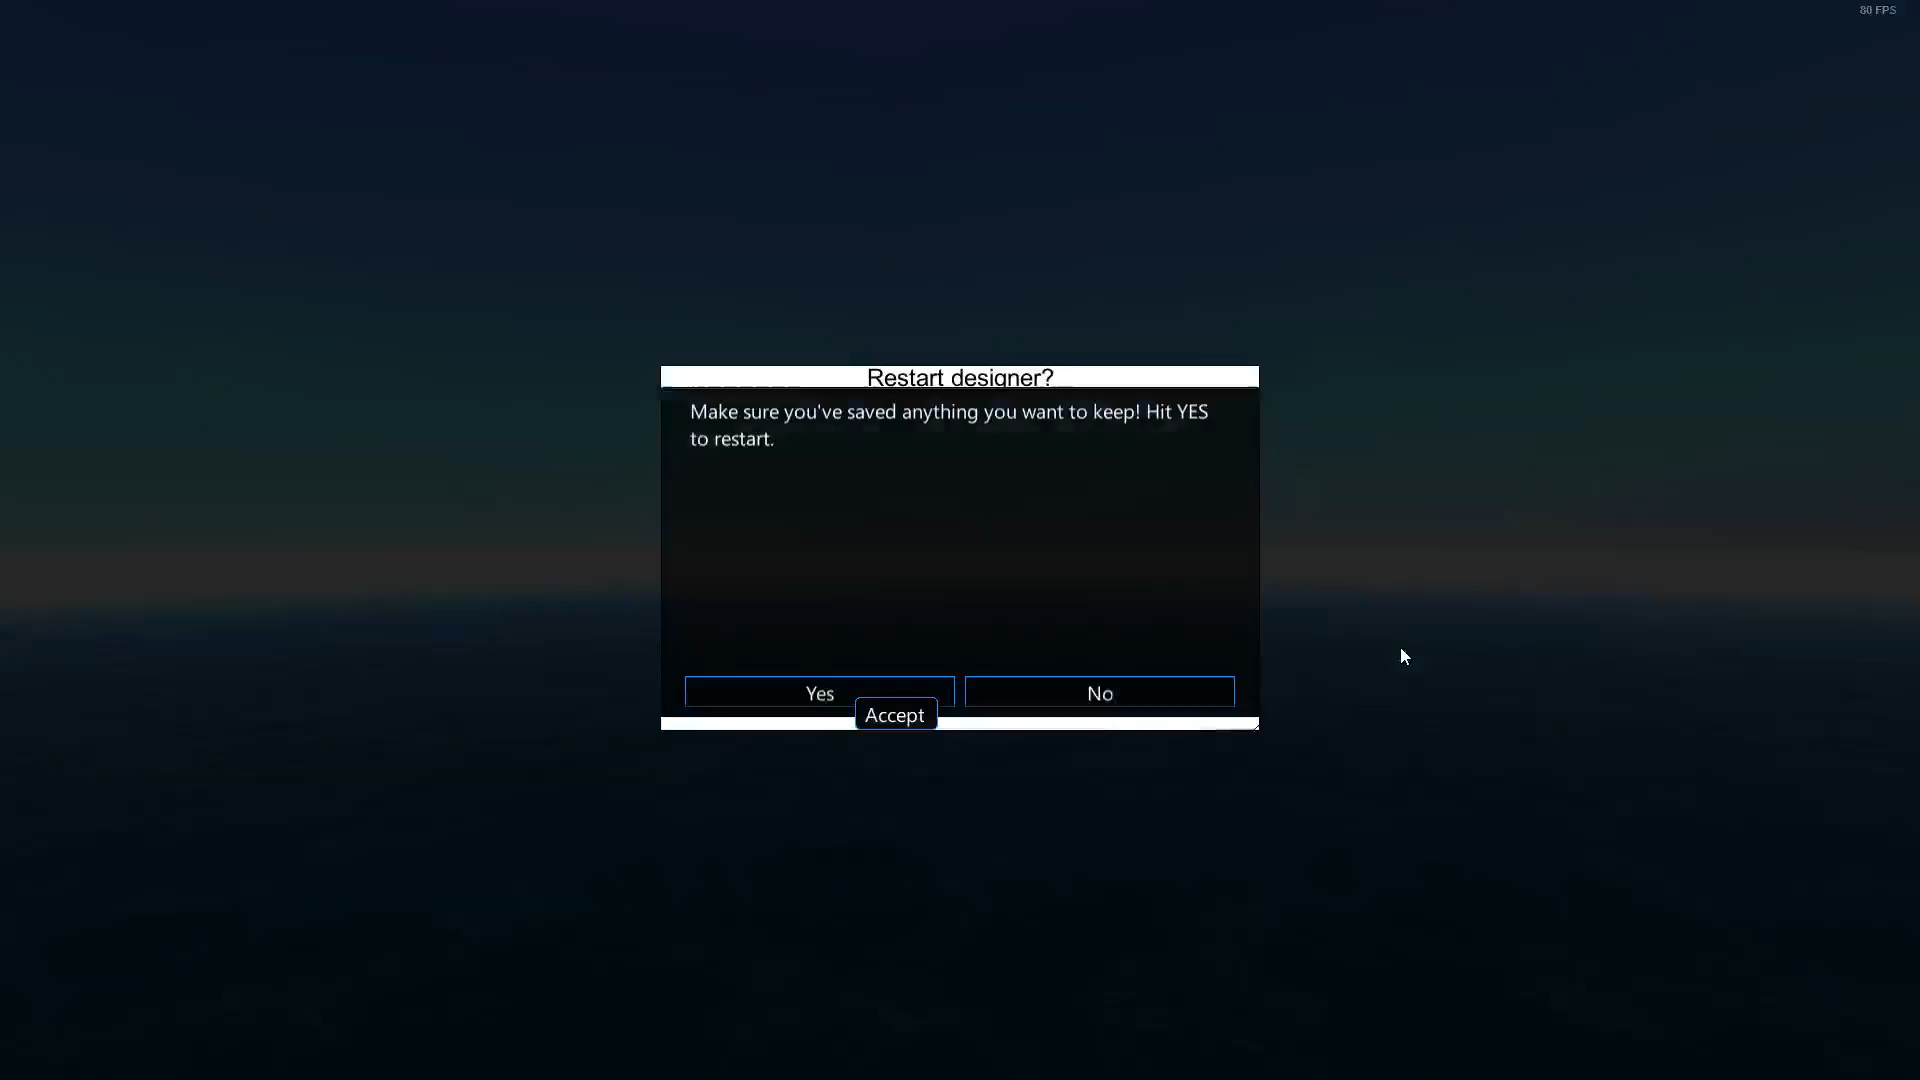 80 FPS
Restart designer?
Make sure you've saved anything you want to keep! Hit YES
to restart.
Yes
No
Accept